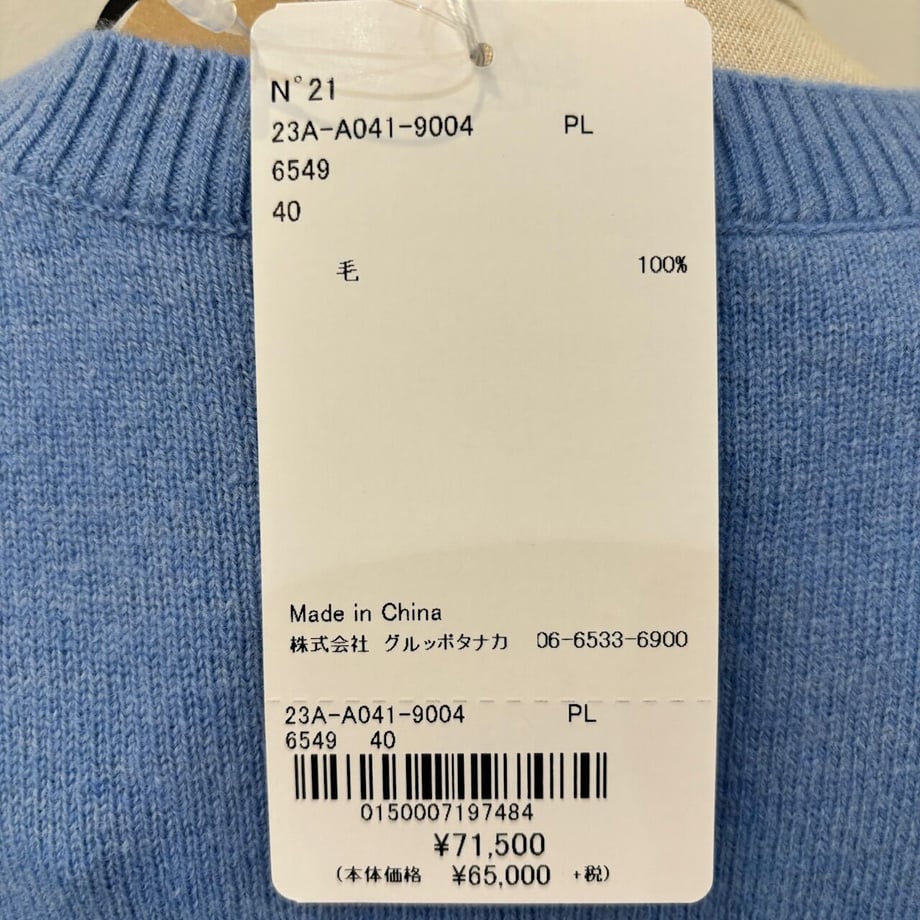 N°21
23A-A041-9004 PL
6549
40
毛 100%
Made in China
株式会社 グルッポタナカ 06-6533-6900
23A-A041-9004 PL
6549 40
0150007197484
¥71,500
(本体価格 ¥65,000 +税)